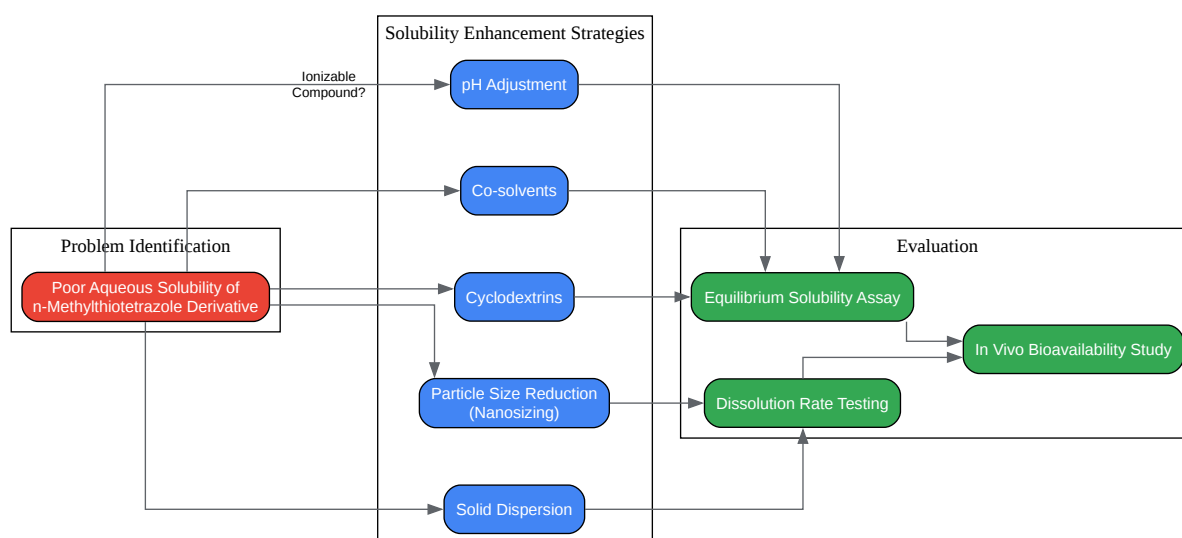 Solubility Enhancement Strategies
Ionizable
Compound?
pH Adjustment
Co-solvents
Problem Identification
Poor Aqueous Solubility of
n-Methylthiotetrazole Derivative
Cyclodextrins
Particle Size Reduction
(Nanosizing)
Solid Dispersion
Evaluation
Equilibrium Solubility Assay
In Vivo Bioavailability Study
Dissolution Rate Testing